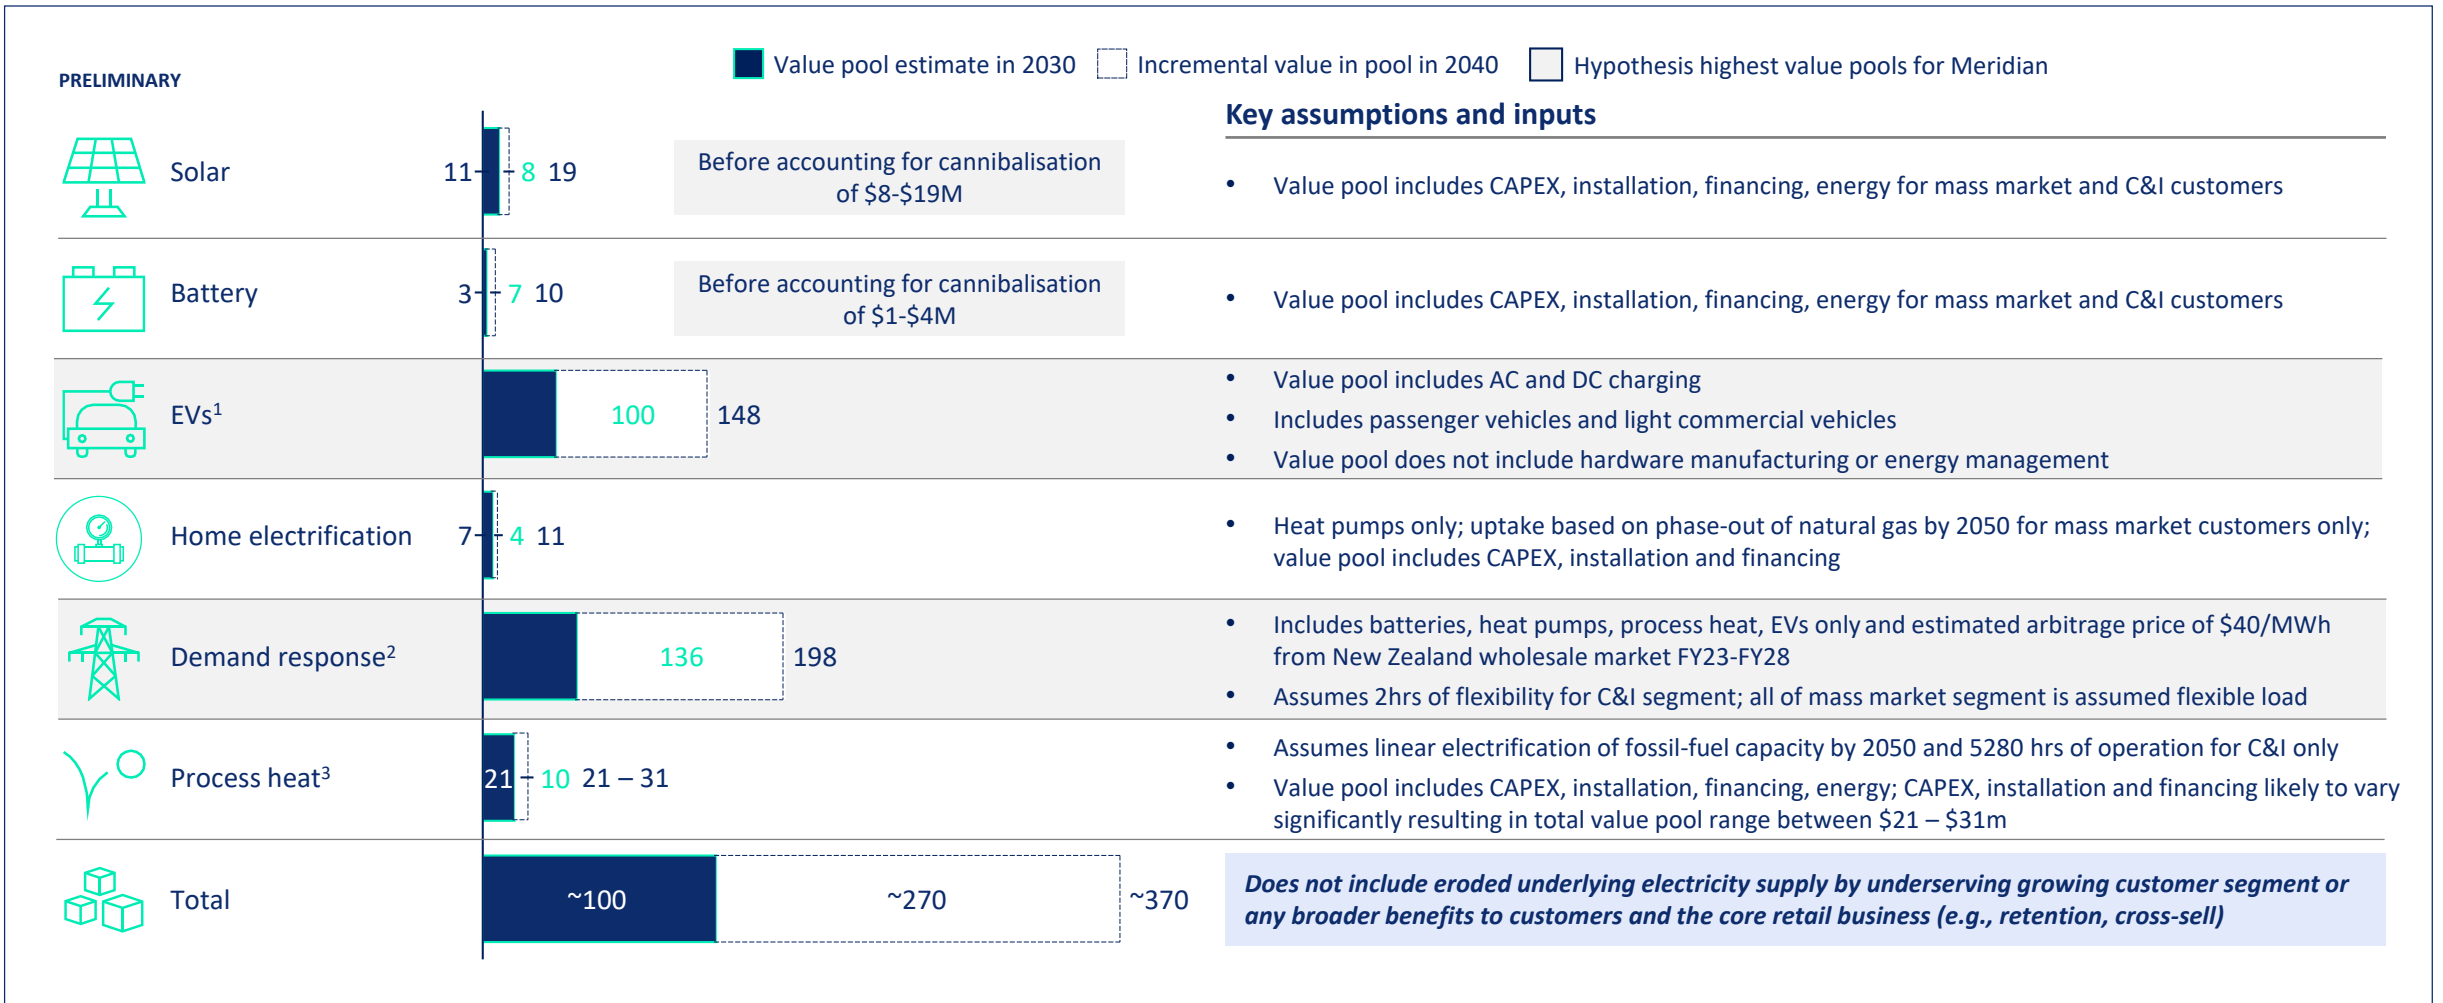 PRELIMINARY
Value pool estimate in 2030
Incremental value in pool in 2040
Hypothesis highest value pools for Meridian
Key assumptions and inputs
Solar
11
8
19
Before accounting for cannibalisation
of $8-$19M
• Value pool includes CAPEX, installation, financing, energy for mass market and C&I customers
Battery
3
7
10
Before accounting for cannibalisation
of $1-$4M
• Value pool includes CAPEX, installation, financing, energy for mass market and C&I customers
EVs¹
100
148
• Value pool includes AC and DC charging
• Includes passenger vehicles and light commercial vehicles
• Value pool does not include hardware manufacturing or energy management
Home electrification
7
4
11
• Heat pumps only; uptake based on phase-out of natural gas by 2050 for mass market customers only;
value pool includes CAPEX, installation and financing
Demand response²
136
198
• Includes batteries, heat pumps, process heat, EVs only and estimated arbitrage price of $40/MWh
from New Zealand wholesale market FY23-FY28
• Assumes 2hrs of flexibility for C&I segment; all of mass market segment is assumed flexible load
Process heat³
21
10
21 – 31
• Assumes linear electrification of fossil-fuel capacity by 2050 and 5280 hrs of operation for C&I only
• Value pool includes CAPEX, installation, financing, energy; CAPEX, installation and financing likely to vary
significantly resulting in total value pool range between $21 – $31m
Total
~100
~270
~370
Does not include eroded underlying electricity supply by underserving growing customer segment or
any broader benefits to customers and the core retail business (e.g., retention, cross-sell)